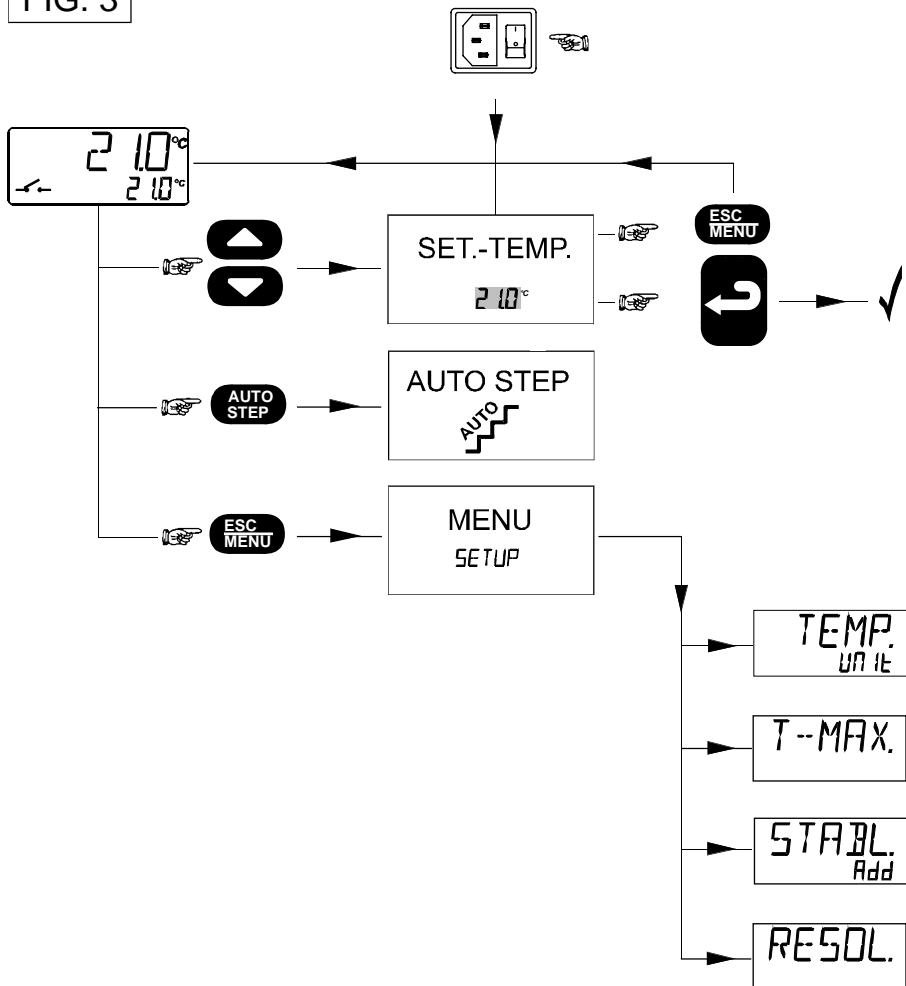 FIG. 3
21.0 °C
21.0 °C
SET.-TEMP.
21.0 °C
ESC
MENU
AUTO
STEP
AUTO STEP
AUTO
ESC
MENU
MENU
SETUP
TEMP.
Unit
T--MAX.
STABL.
Add
RESOL.